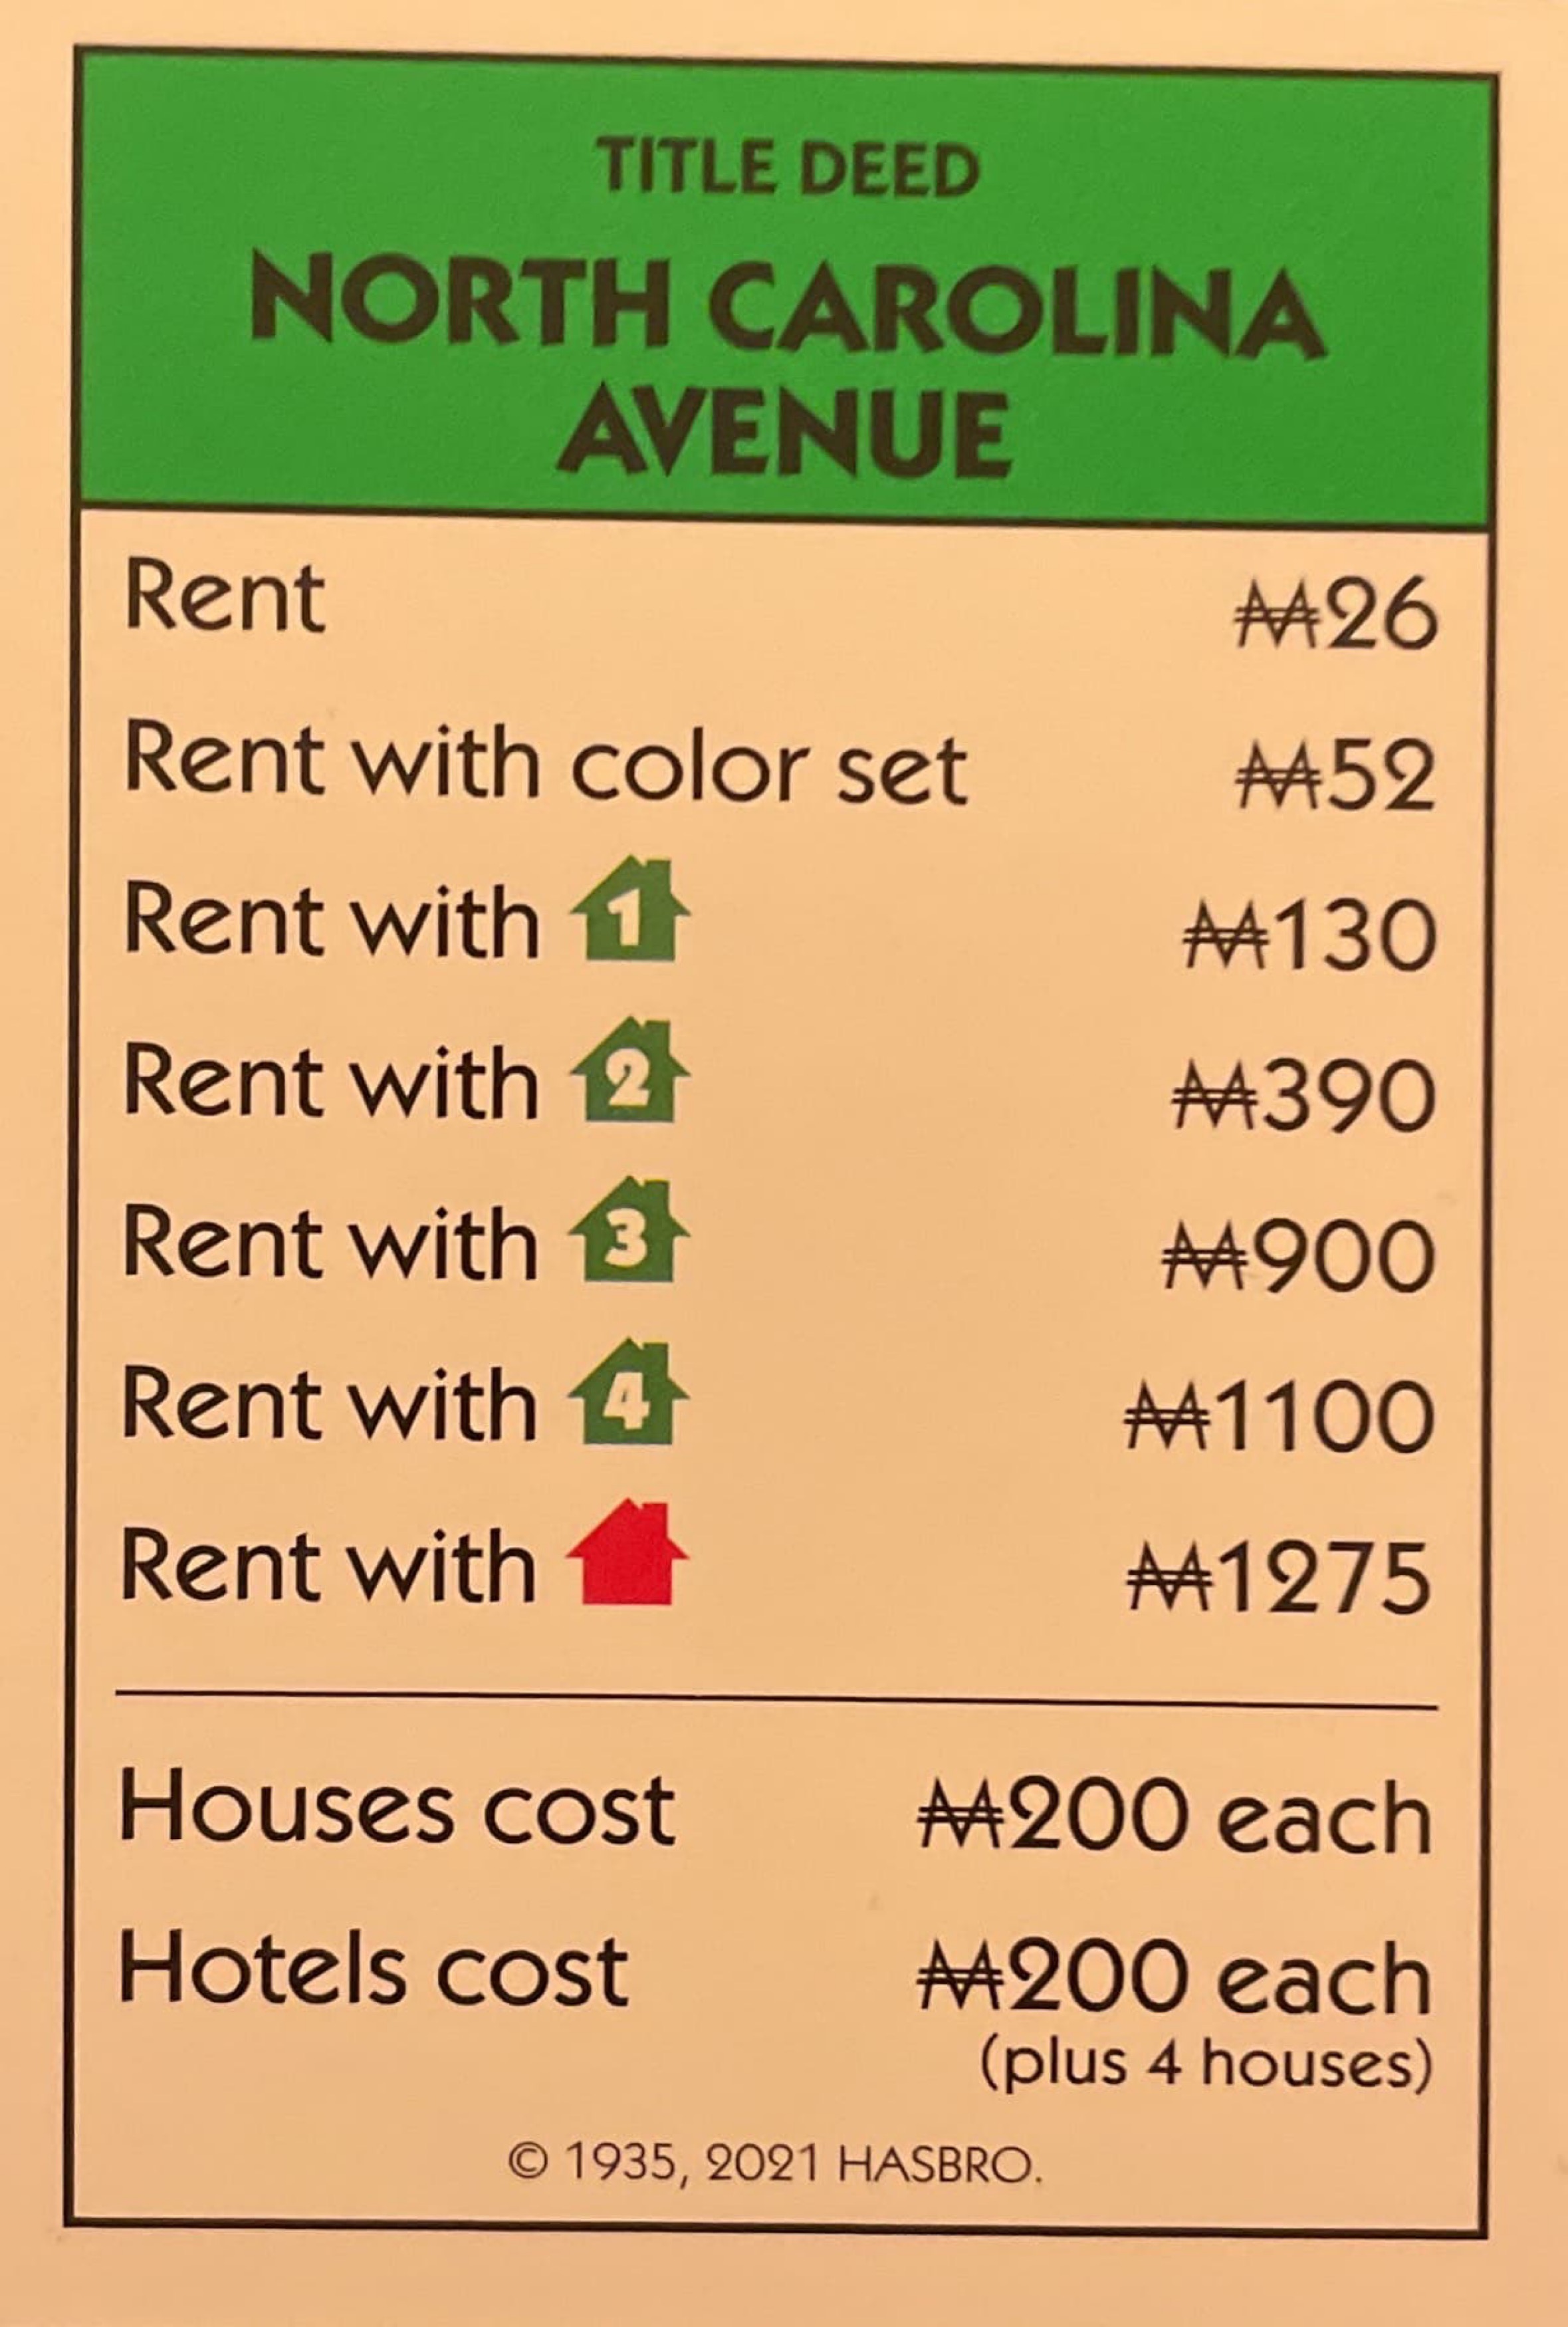 TITLE DEED
NORTH CAROLINA
AVENUE
Rent ₩26
Rent with color set ₩52
Rent with 1 ₩130
Rent with 2 ₩390
Rent with 3 ₩900
Rent with 4 ₩1100
Rent with ₩1275
Houses cost ₩200 each
Hotels cost ₩200 each
(plus 4 houses)
© 1935, 2021 HASBRO.